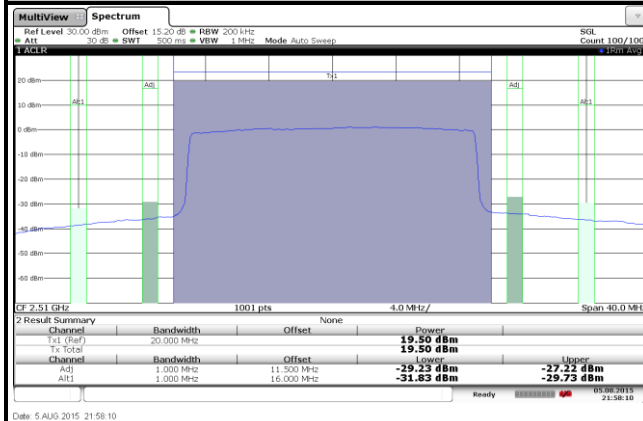 MultiView Spectrum
Ref Level 30.00 dBm Offset 15.20 dB RBW 200 kHz SGL
Att 30 dB SWT 500 ms VBW 1 MHz Mode Auto Sweep Count 100/100
1 ACLR 1Rm Avg
Tx1
20 dBm
Adj Adj
10 dBm
Alt1 Alt1
0 dBm
-10 dBm
-20 dBm
-30 dBm
-40 dBm
-50 dBm
-60 dBm
CF 2.51 GHz 1001 pts 4.0 MHz/ Span 40.0 MHz
2 Result Summary None
Channel Bandwidth Offset Power
Tx1 (Ref) 20.000 MHz 19.50 dBm
Tx Total 19.50 dBm
Channel Bandwidth Offset Lower Upper
Adj 1.000 MHz 11.500 MHz -29.23 dBm -27.22 dBm
Alt1 1.000 MHz 16.000 MHz -31.83 dBm -29.73 dBm
Ready 05.08.2015
21:58:10
Date: 5.AUG.2015 21:58:10